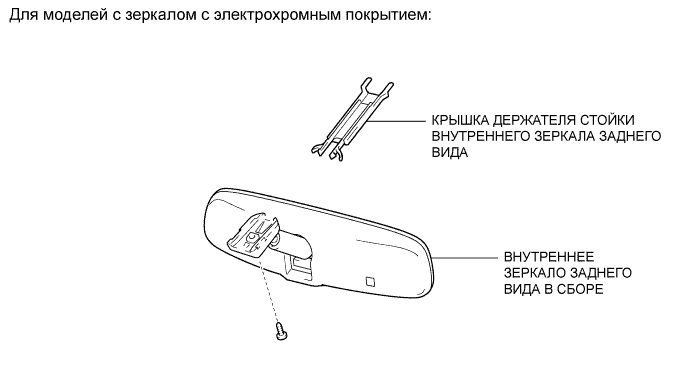 Для моделей с зеркалом с электрохромным покрытием:
КРЫШКА ДЕРЖАТЕЛЯ СТОЙКИ
ВНУТРЕННЕГО ЗЕРКАЛА ЗАДНЕГО
ВИДА
ВНУТРЕННЕЕ
ЗЕРКАЛО ЗАДНЕГО
ВИДА В СБОРЕ